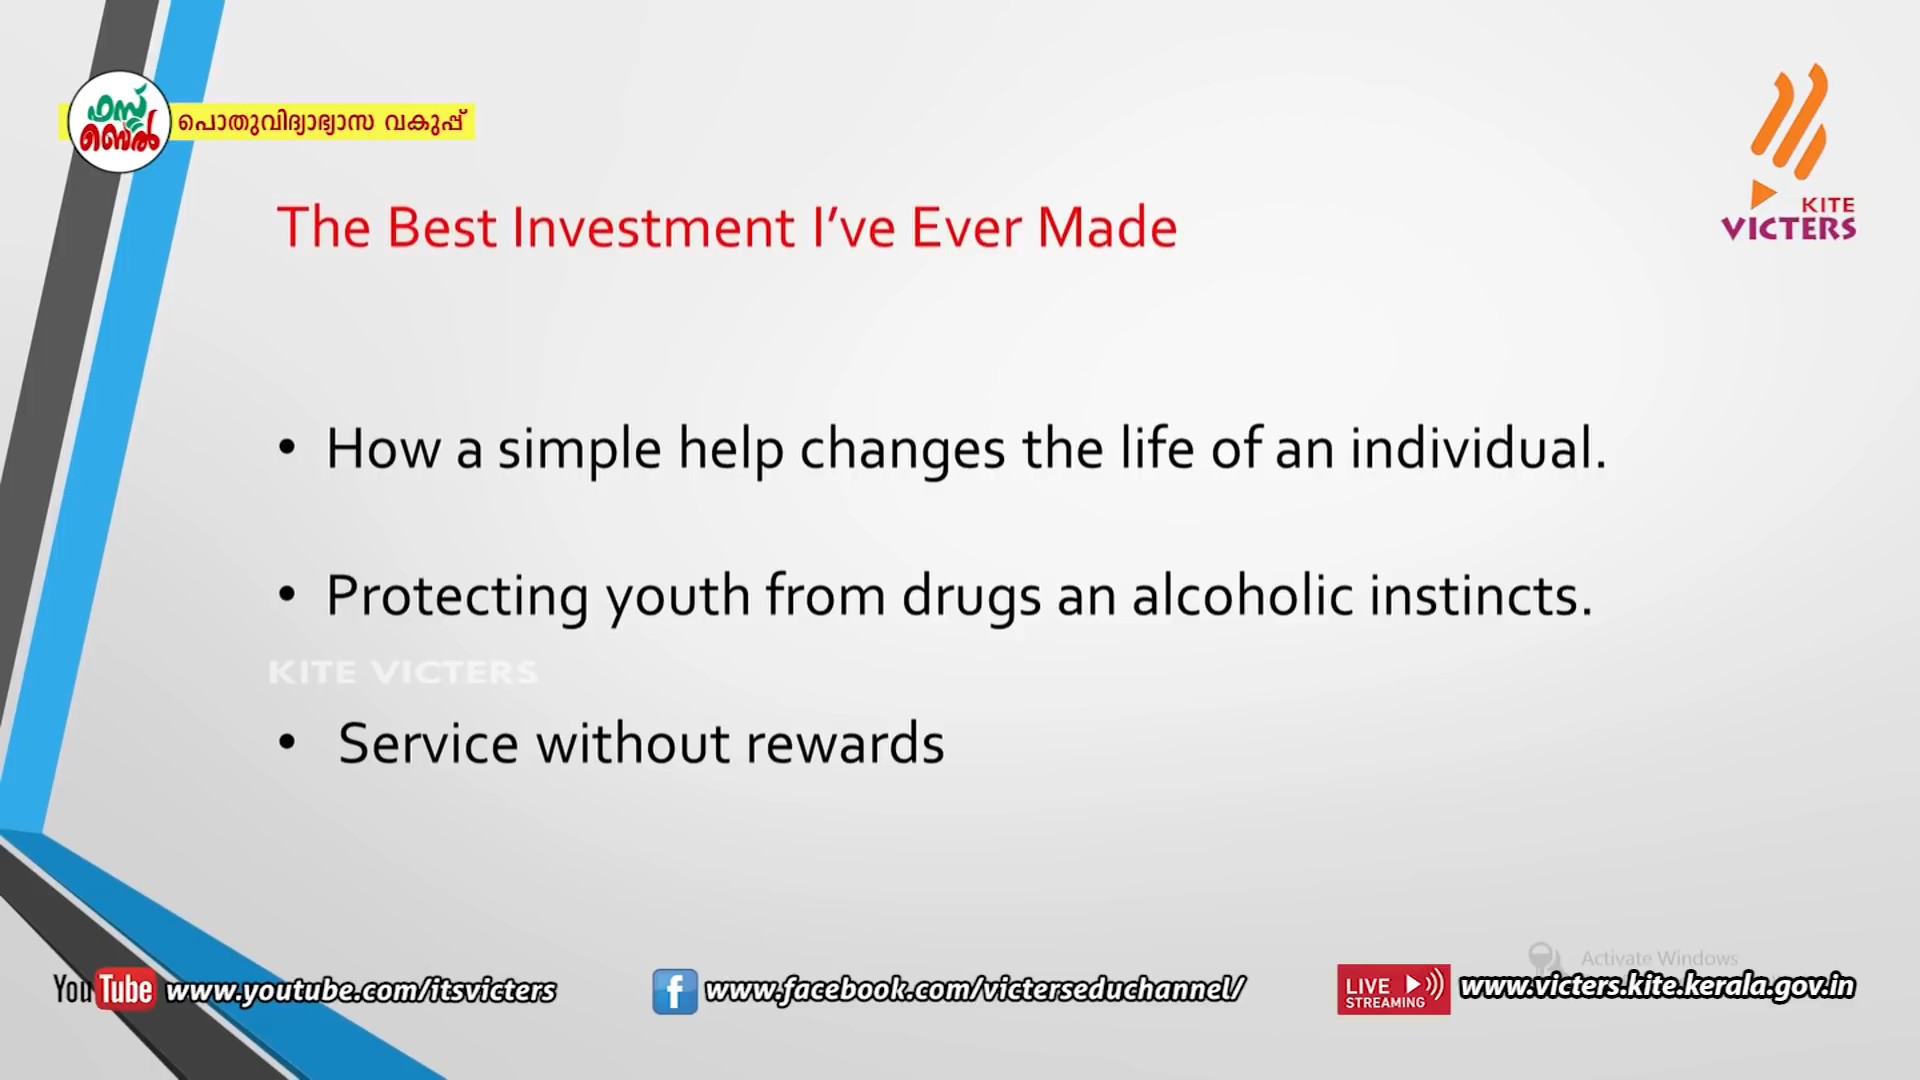 ഫസ്റ്റ്
ബെൽ
പൊതുവിദ്യാഭ്യാസ വകുപ്പ്
KITE
VICTERS
The Best Investment I’ve Ever Made
• How a simple help changes the life of an individual.
• Protecting youth from drugs an alcoholic instincts.
KITE VICTERS
• Service without rewards
Activate Windows
YouTube www.youtube.com/itsvicters
f www.facebook.com/victerseduchannel/
LIVE
STREAMING
www.victers.kite.kerala.gov.in